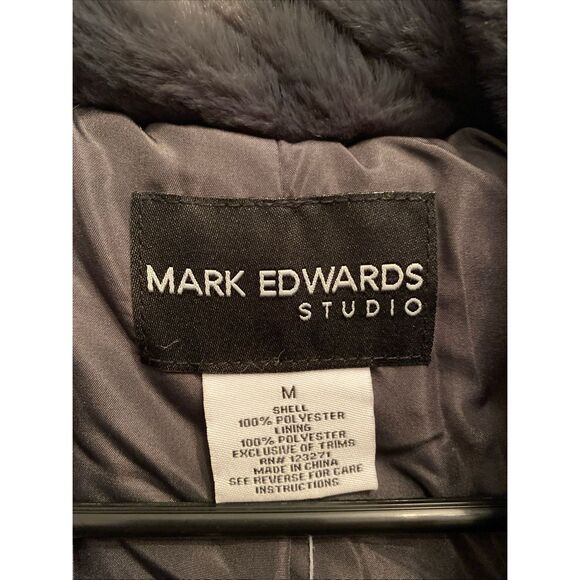 MARK EDWARDS
STUDIO
M
SHELL
100% POLYESTER
LINING
100% POLYESTER
EXCLUSIVE OF TRIMS
RN# 123271
MADE IN CHINA
SEE REVERSE FOR CARE
INSTRUCTIONS